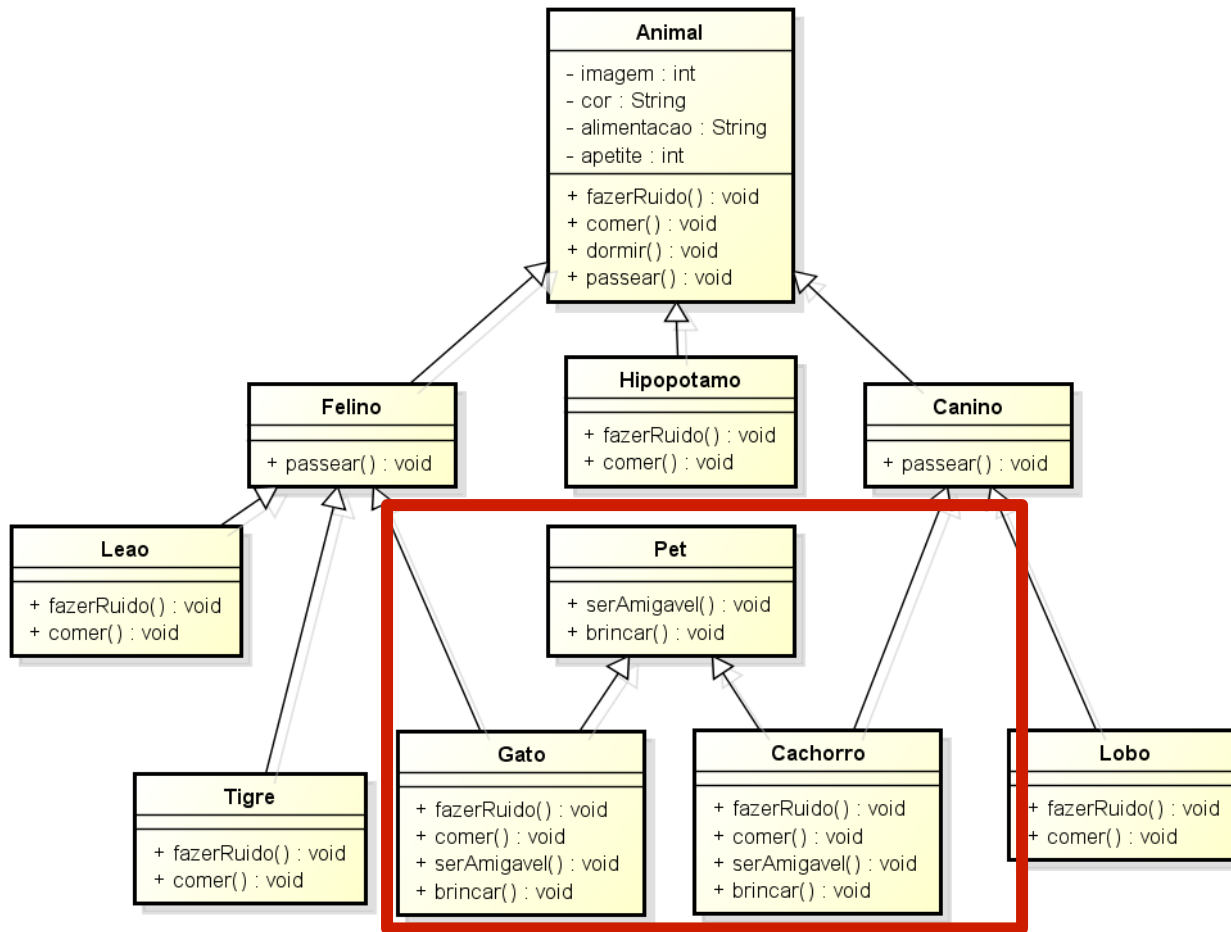 Animal
- imagem : int
- cor : String
- alimentacao : String
- apetite : int
+ fazerRuido() : void
+ comer() : void
+ dormir() : void
+ passear() : void
Felino
+ passear() : void
Hipopotamo
+ fazerRuido() : void
+ comer() : void
Canino
+ passear() : void
Leao
+ fazerRuido() : void
+ comer() : void
Pet
+ serAmigavel() : void
+ brincar() : void
Tigre
+ fazerRuido() : void
+ comer() : void
Gato
+ fazerRuido() : void
+ comer() : void
+ serAmigavel() : void
+ brincar() : void
Cachorro
+ fazerRuido() : void
+ comer() : void
+ serAmigavel() : void
+ brincar() : void
Lobo
+ fazerRuido() : void
+ comer() : void